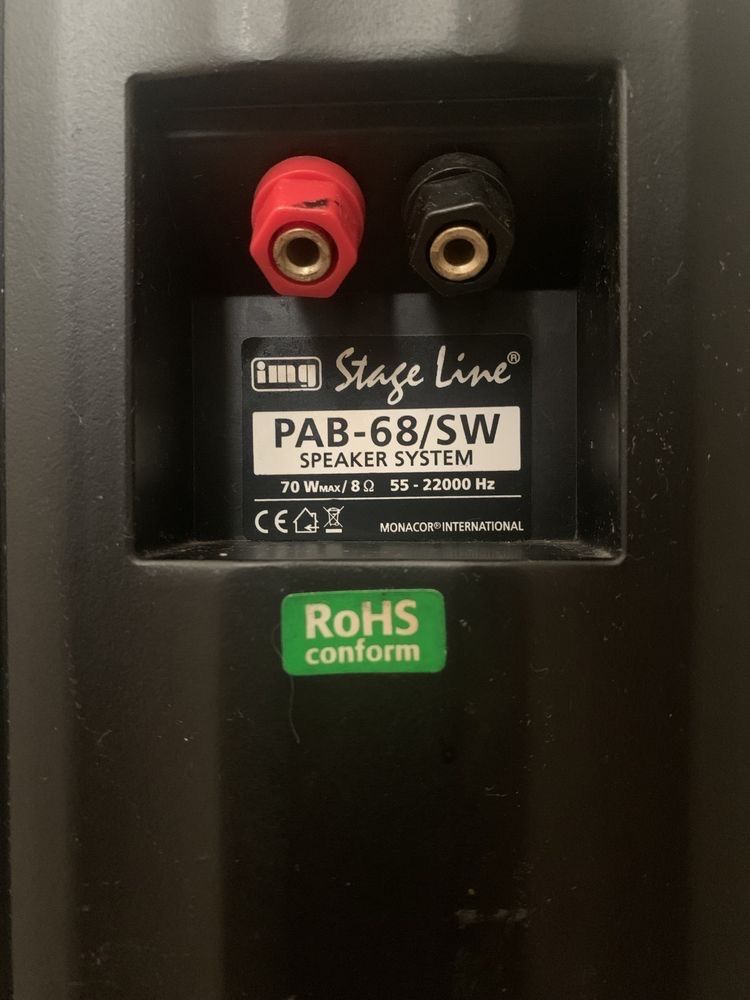 img Stage Line®
PAB-68/SW
SPEAKER SYSTEM
70 WMAX/8 Ω 55 - 22000 Hz
CE MONACOR® INTERNATIONAL
RoHS
conform